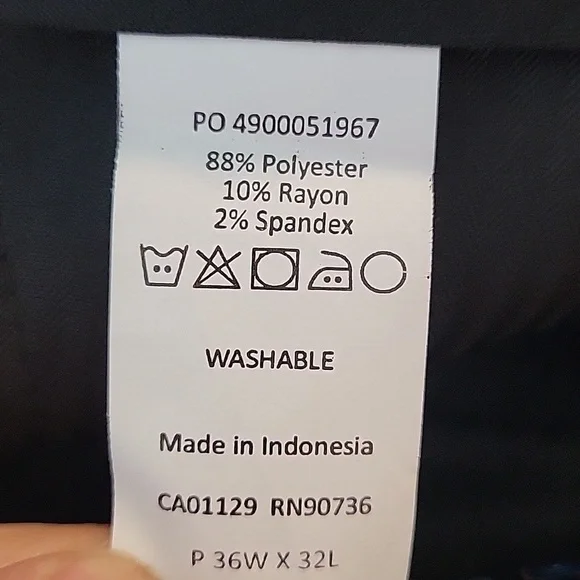 PO 4900051967
88% Polyester
10% Rayon
2% Spandex
WASHABLE
Made in Indonesia
CA01129 RN90736
P 36W X 32L